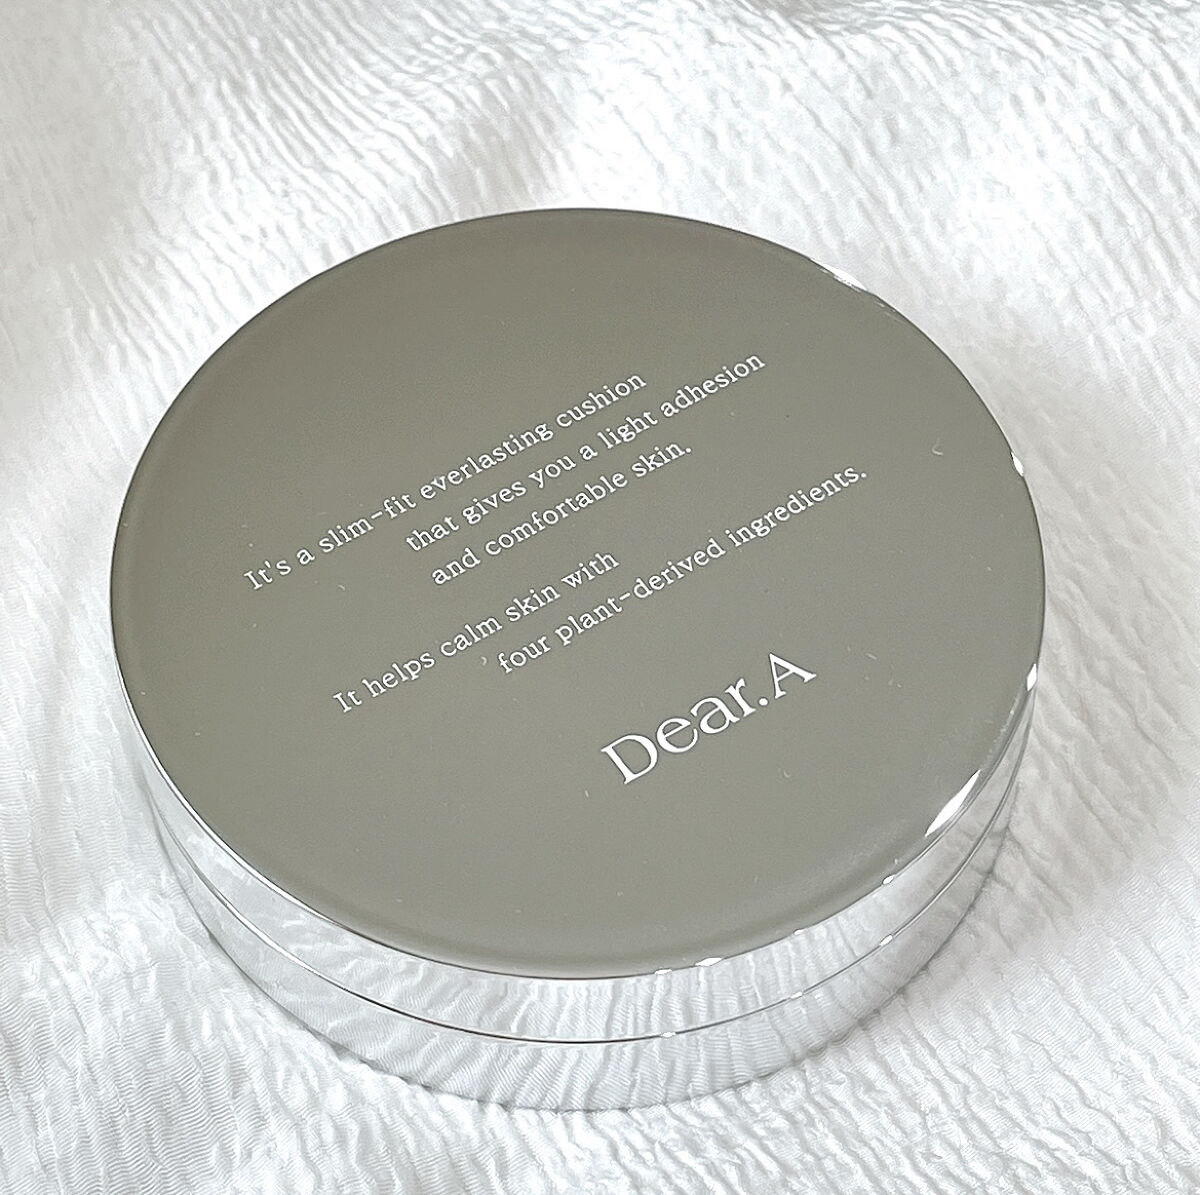 It's a slim-fit everlasting cushion
that gives you a light adhesion
and comfortable skin.
It helps calm skin with
four plant-derived ingredients.
Dear.A